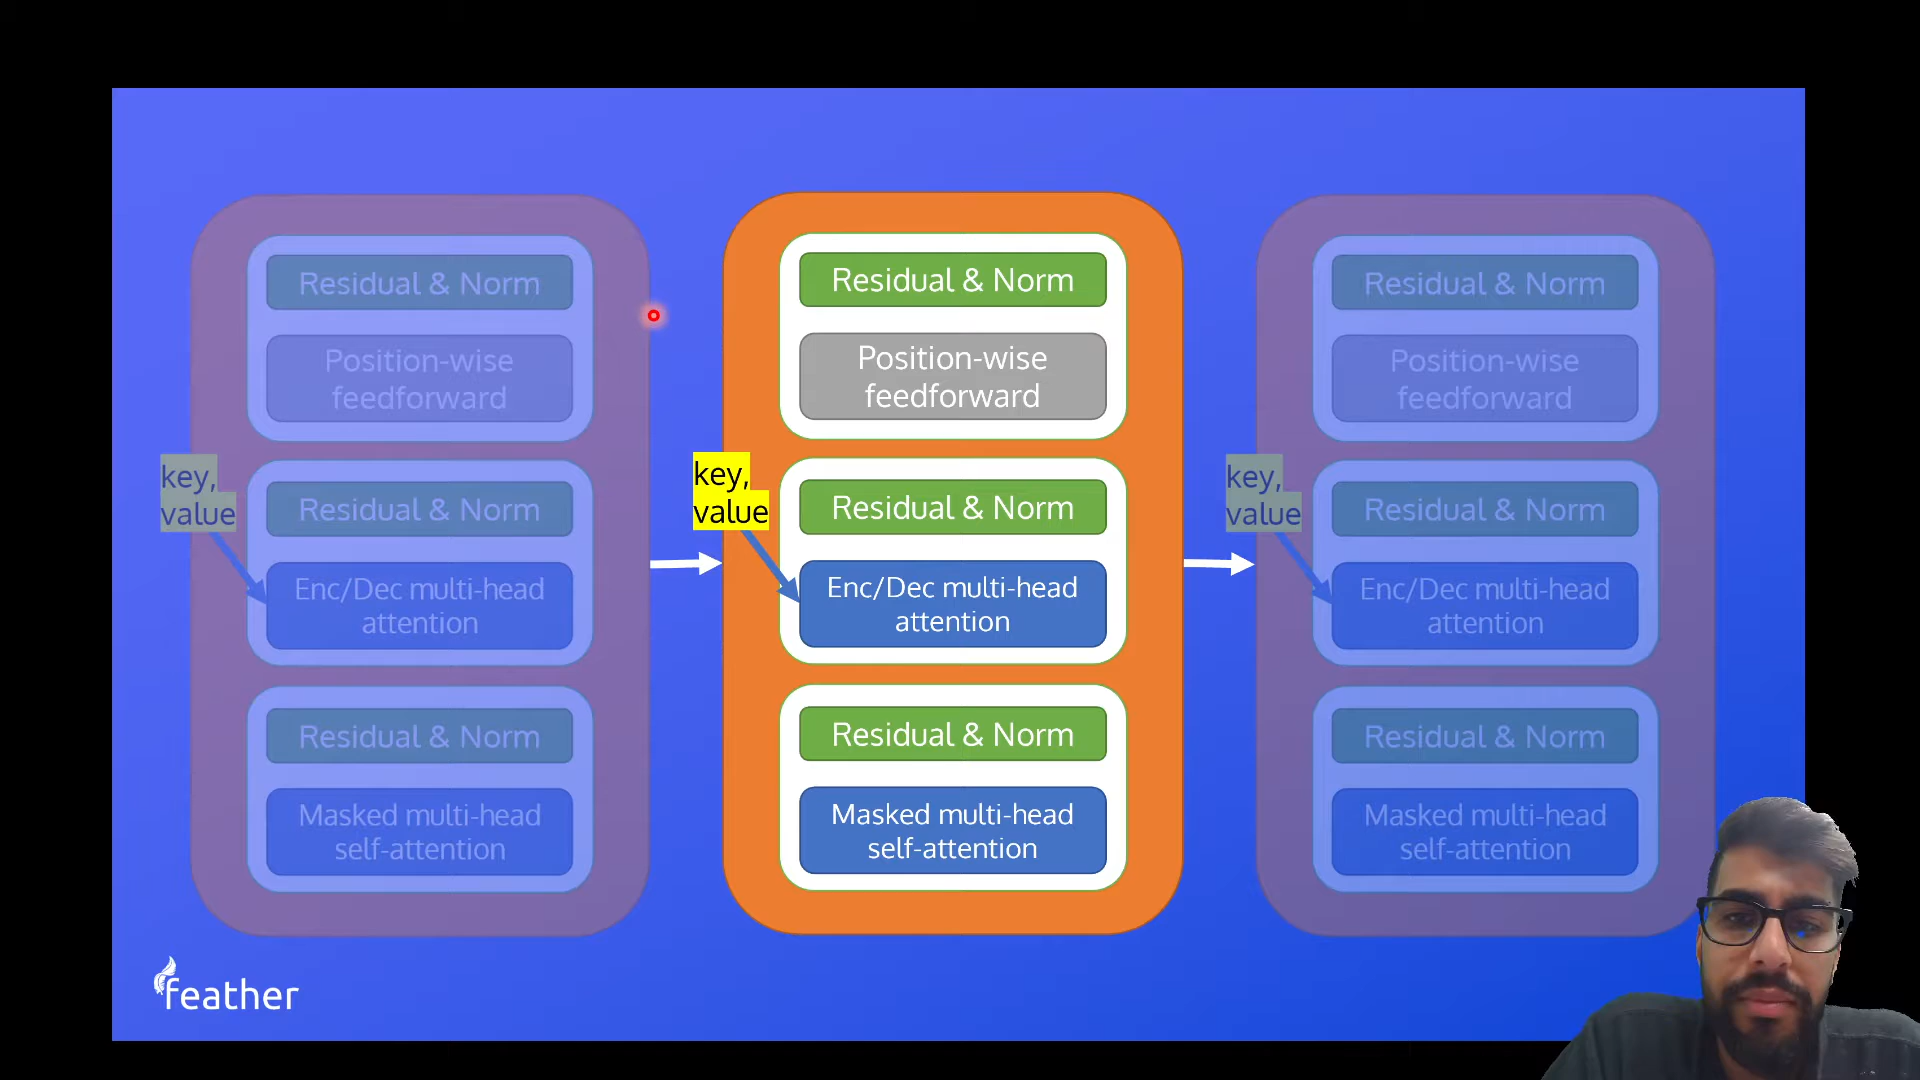 Residual & Norm
Position-wise
feedforward
key,
value
Residual & Norm
Enc/Dec multi-head
attention
Residual & Norm
Masked multi-head
self-attention
Residual & Norm
Position-wise
feedforward
key,
value
Residual & Norm
Enc/Dec multi-head
attention
Residual & Norm
Masked multi-head
self-attention
Residual & Norm
Position-wise
feedforward
key,
value
Residual & Norm
Enc/Dec multi-head
attention
Residual & Norm
Masked multi-head
self-attention
feather